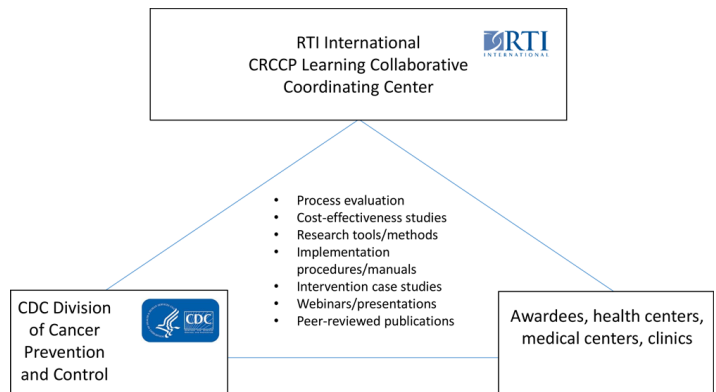 RTI International
CRCCP Learning Collaborative
Coordinating Center
RTI
INTERNATIONAL
• Process evaluation
• Cost-effectiveness studies
• Research tools/methods
• Implementation
procedures/manuals
• Intervention case studies
• Webinars/presentations
• Peer-reviewed publications
CDC Division
of Cancer
Prevention
and Control
CDC
Awardees, health centers,
medical centers, clinics